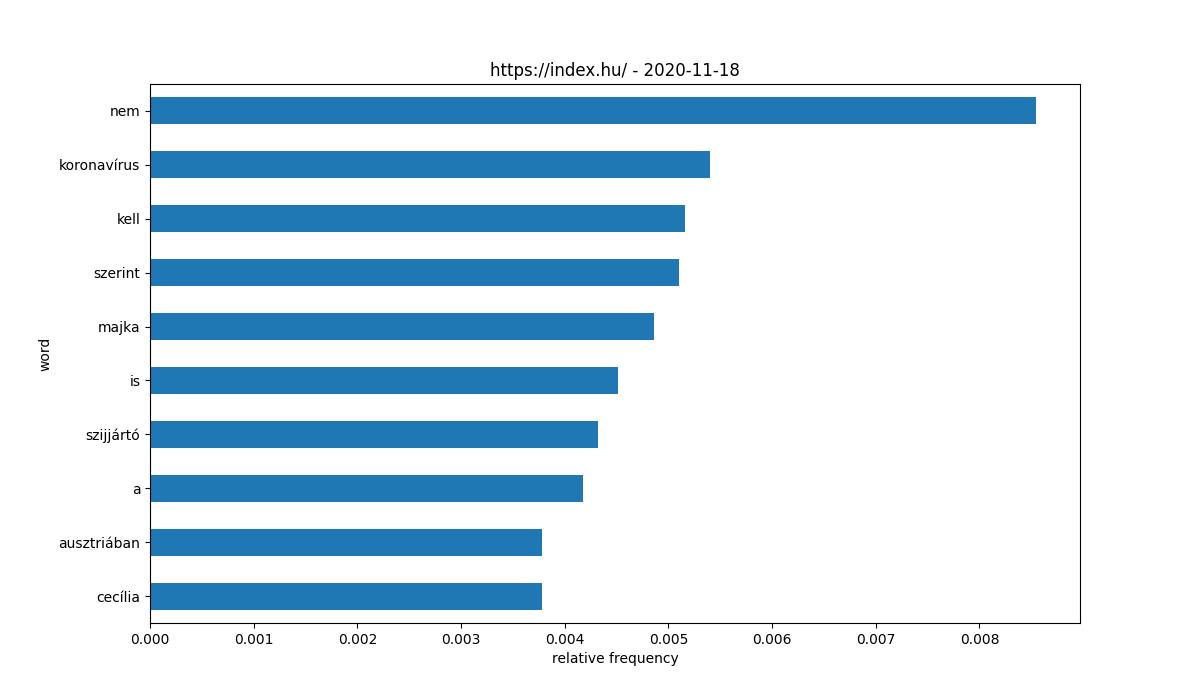 https://index.hu/ - 2020-11-18
word
nem
koronavírus
kell
szerint
majka
is
szijjártó
a
ausztriában
cecília
0.000 0.001 0.002 0.003 0.004 0.005 0.006 0.007 0.008
relative frequency